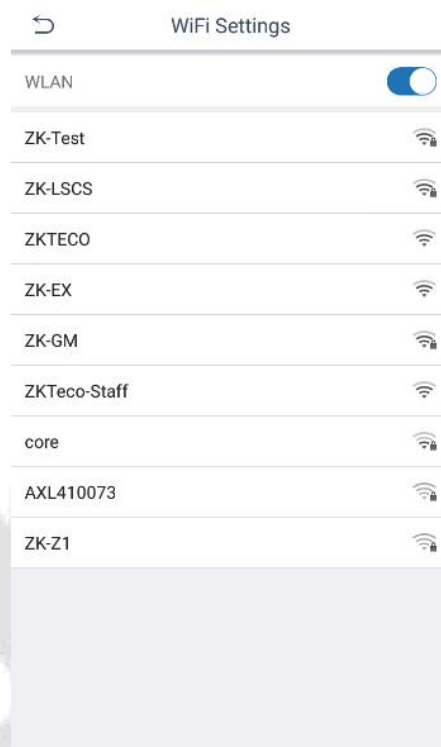 WiFi Settings
WLAN
ZK-Test
ZK-LSCS
ZKTECO
ZK-EX
ZK-GM
ZKTeco-Staff
core
AXL410073
ZK-Z1